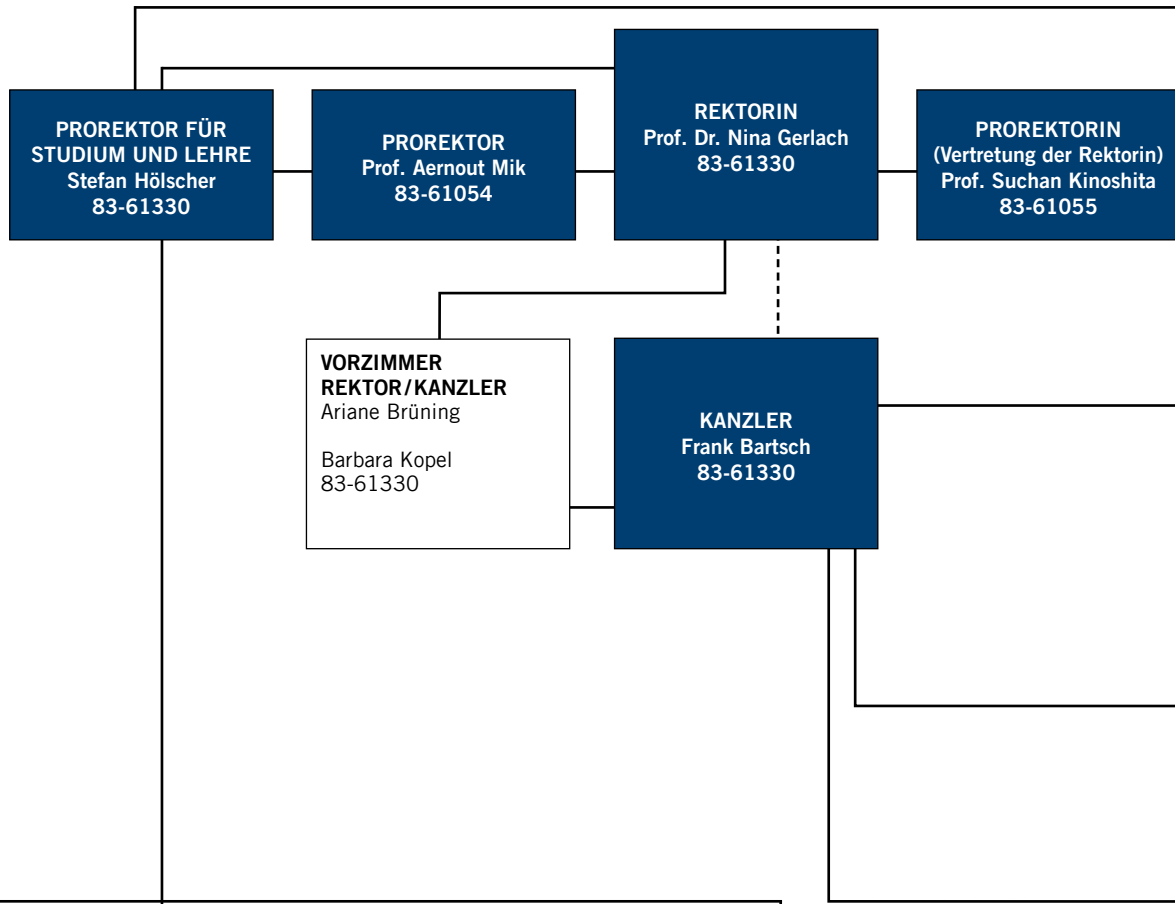 PROREKTOR FÜR
STUDIUM UND LEHRE
Stefan Hölscher
83-61330
PROREKTOR
Prof. Aernout Mik
83-61054
REKTORIN
Prof. Dr. Nina Gerlach
83-61330
PROREKTORIN
(Vertretung der Rektorin)
Prof. Suchan Kinoshita
83-61055
VORZIMMER
REKTOR/KANZLER
Ariane Brüning
Barbara Kopel
83-61330
KANZLER
Frank Bartsch
83-61330